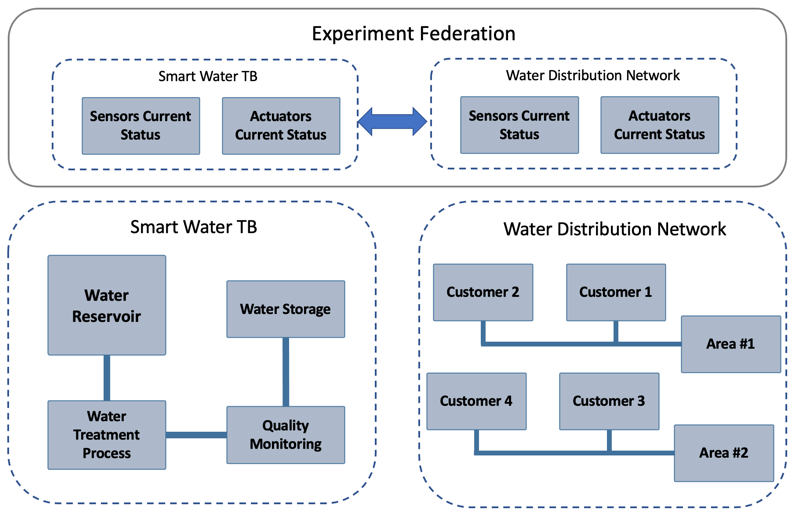 Experiment Federation
Smart Water TB
Water Distribution Network
Sensors Current
Status
Actuators
Current Status
Sensors Current
Status
Actuators
Current Status
Smart Water TB
Water
Reservoir
Water Storage
Water
Treatment
Process
Quality
Monitoring
Water Distribution Network
Customer 2
Customer 1
Area #1
Customer 4
Customer 3
Area #2